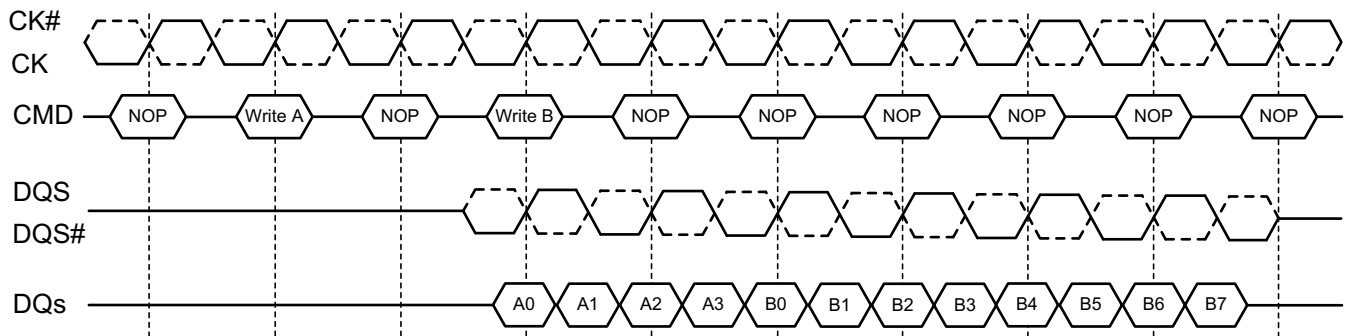 CK#
CK
CMD NOP Write A NOP Write B NOP NOP NOP NOP NOP NOP
DQS
DQS#
DQs A0 A1 A2 A3 B0 B1 B2 B3 B4 B5 B6 B7